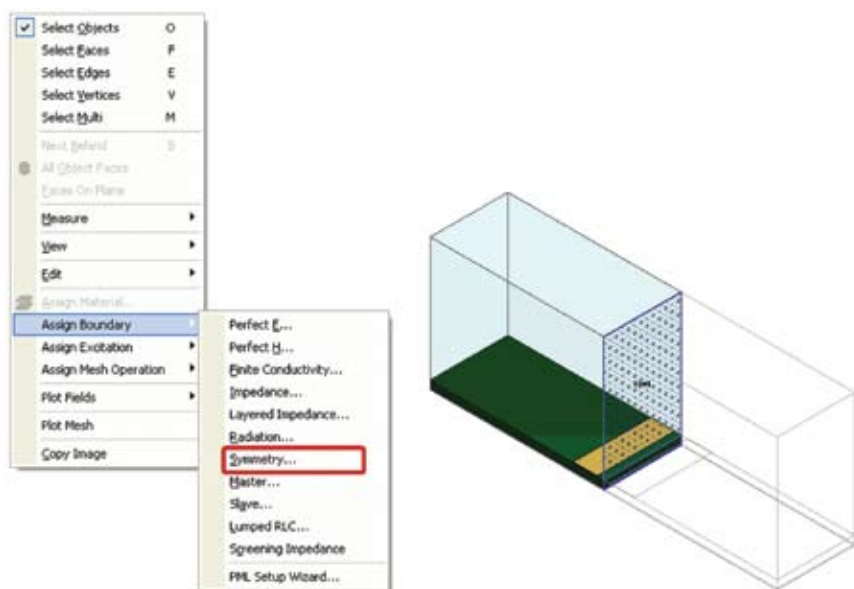 Select Objects O
Select Faces F
Select Edges E
Select Vertices V
Select Multi M
Next Behind B
All Object Faces
Faces On Plane
Measure
View
Edit
Assign Material...
Assign Boundary
Assign Excitation
Assign Mesh Operation
Plot Fields
Plot Mesh
Copy Image
Perfect E...
Perfect H...
Finite Conductivity...
Impedance...
Layered Impedance...
Radiation...
Symmetry...
Master...
Slave...
Lumped RLC...
Screening Impedance
PML Setup Wizard...